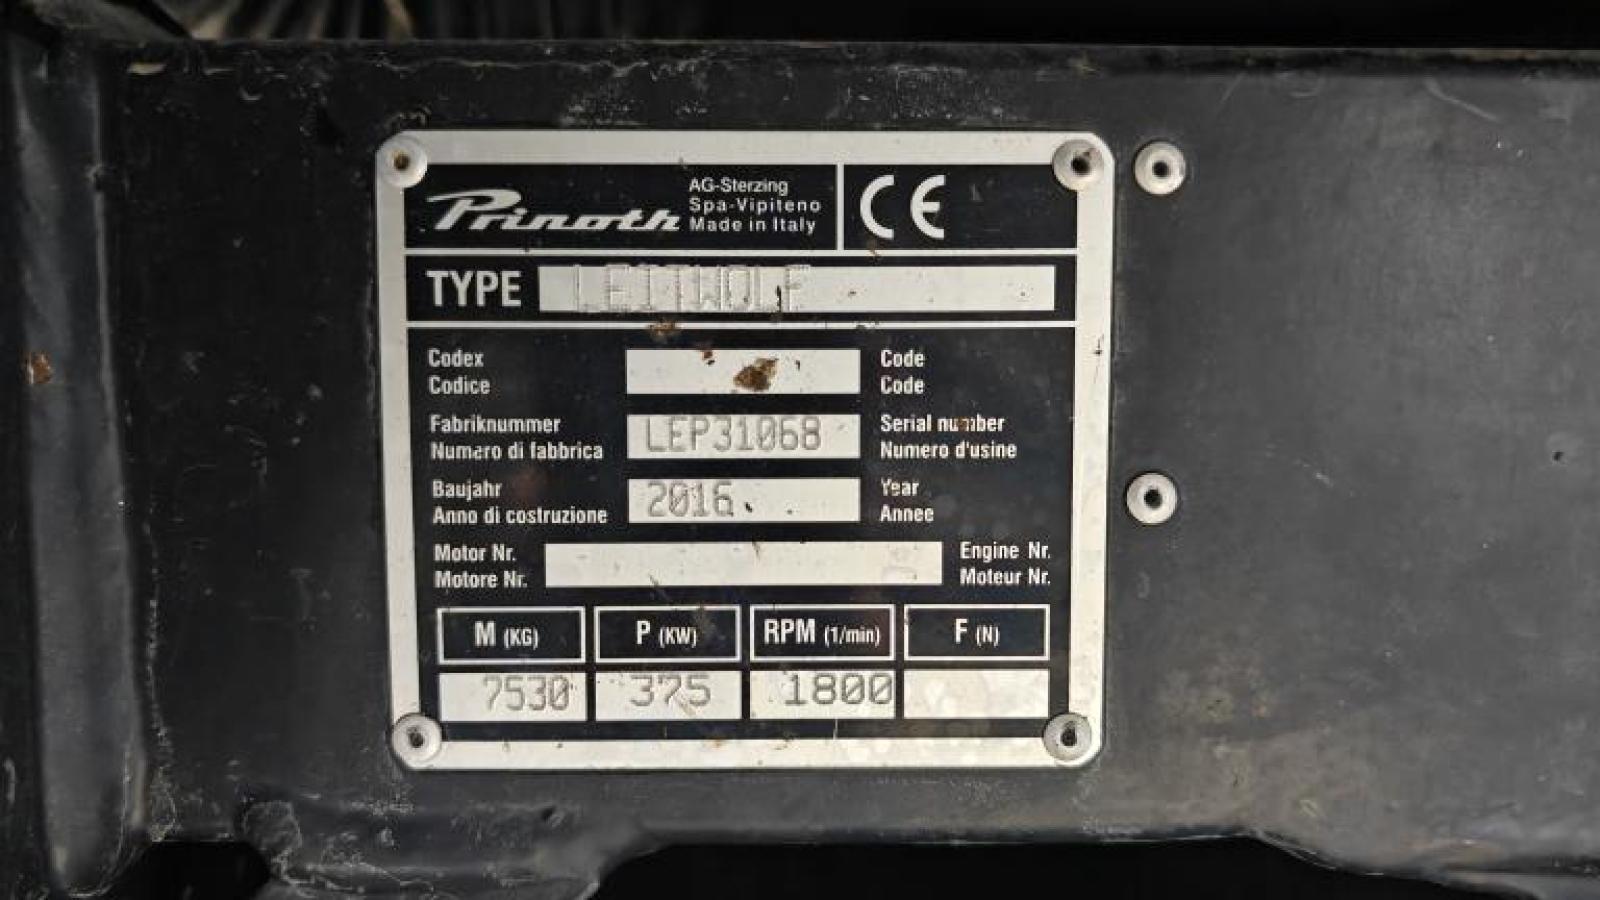 Prinoth
AG-Sterzing
Spa-Vipiteno
Made in Italy
CE
TYPE LEITWOLF
Codex Code
Codice Code
Fabriknummer LEP31068 Serial number
Numero di fabbrica Numero d'usine
Baujahr 2016 Year
Anno di costruzione Annee
Motor Nr. Engine Nr.
Motore Nr. Moteur Nr.
M (KG) P (KW) RPM (1/min) F (N)
7530 375 1800